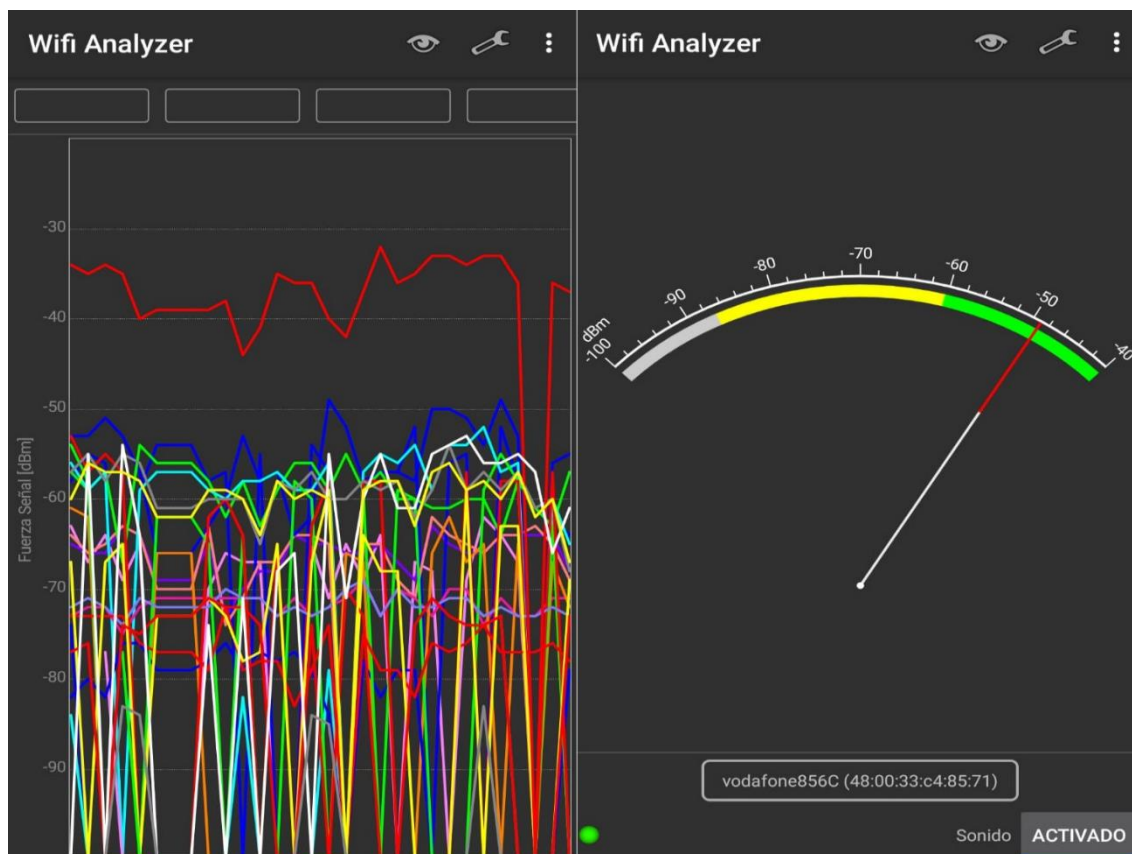 Wifi Analyzer
-30
-40
-50
-60
-70
-80
-90
Fuerza Señal [dBm]
Wifi Analyzer
dBm
-100
-90
-80
-70
-60
-50
-40
vodafone856C (48:00:33:c4:85:71)
Sonido ACTIVADO